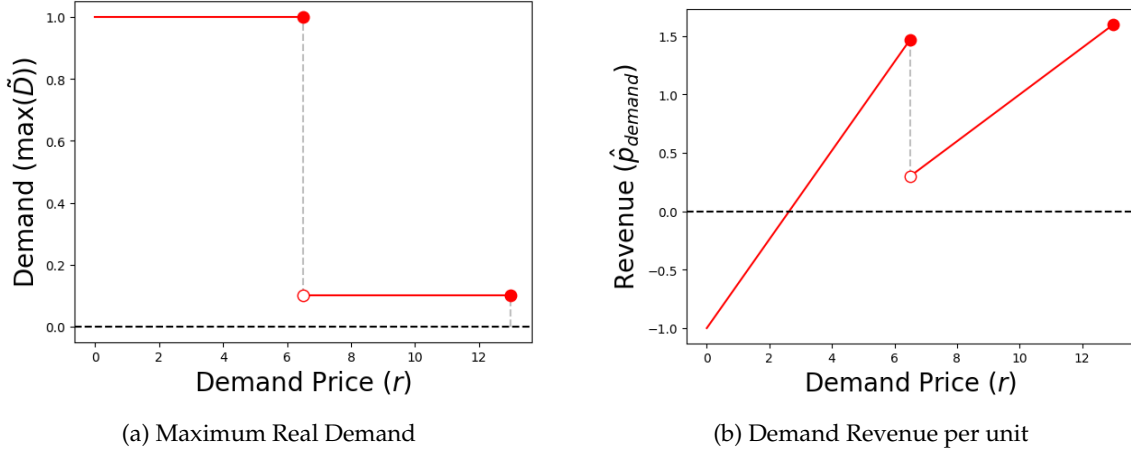 Demand (max(D̃))
1.0
0.8
0.6
0.4
0.2
0.0
0 2 4 6 8 10 12
Demand Price (r)
(a) Maximum Real Demand
Revenue (p̂demand)
1.5
1.0
0.5
0.0
−0.5
−1.0
0 2 4 6 8 10 12
Demand Price (r)
(b) Demand Revenue per unit